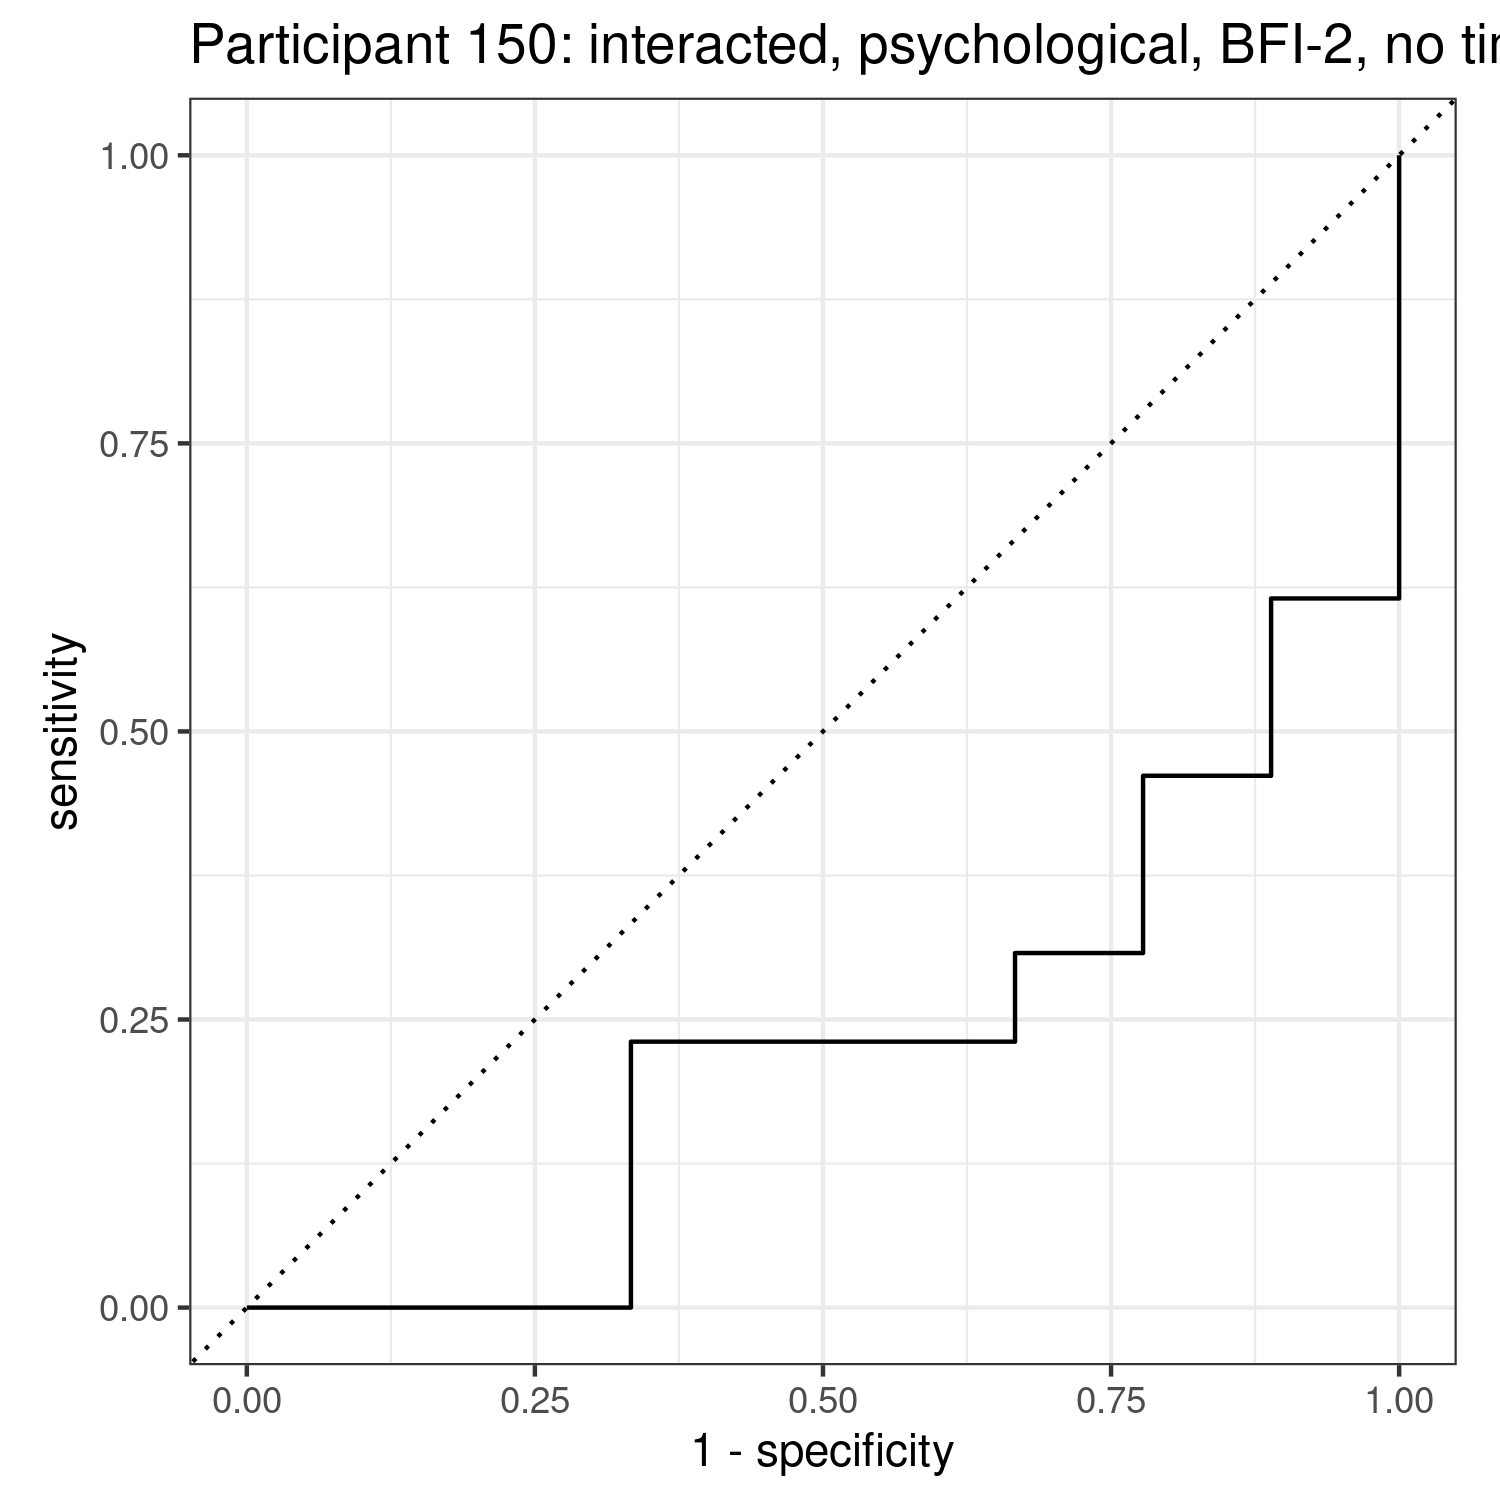 Participant 150: interacted, psychological, BFI-2, no
1.00
0.75
0.50
0.25
0.00
sensitivity
0.00 0.25 0.50 0.75 1.00
1 - specificity